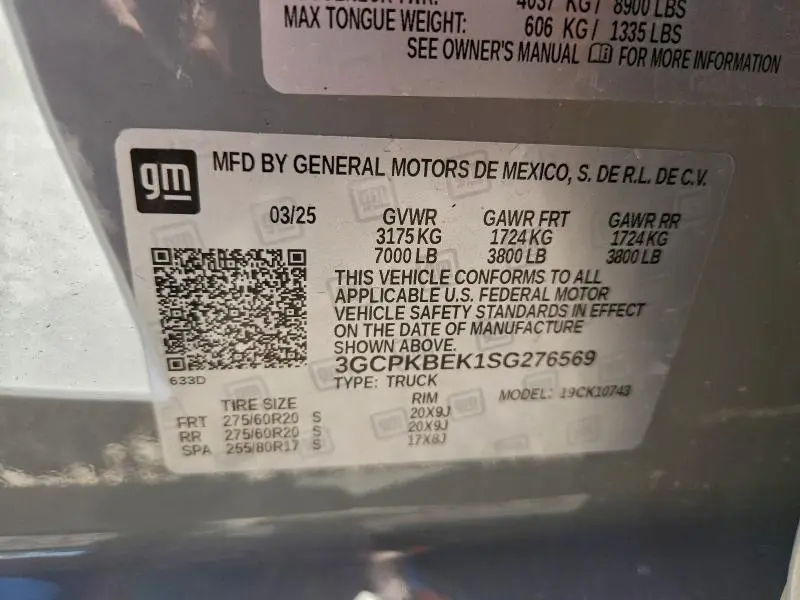 4037 KG / 8900 LBS
MAX TONGUE WEIGHT: 606 KG / 1335 LBS
SEE OWNER'S MANUAL FOR MORE INFORMATION
gm
MFD BY GENERAL MOTORS DE MEXICO, S. DE R.L. DE C.V.
03/25 GVWR GAWR FRT GAWR RR
3175 KG 1724 KG 1724 KG
7000 LB 3800 LB 3800 LB
THIS VEHICLE CONFORMS TO ALL
APPLICABLE U.S. FEDERAL MOTOR
VEHICLE SAFETY STANDARDS IN EFFECT
ON THE DATE OF MANUFACTURE
SHOWN ABOVE.
3GCPKBEK1SG276569
633D
TYPE: TRUCK MODEL: 19CK10743
TIRE SIZE RIM
FRT 275/60R20 S 20X9J
RR 275/60R20 S 20X9J
SPA 255/80R17 S 17X8J